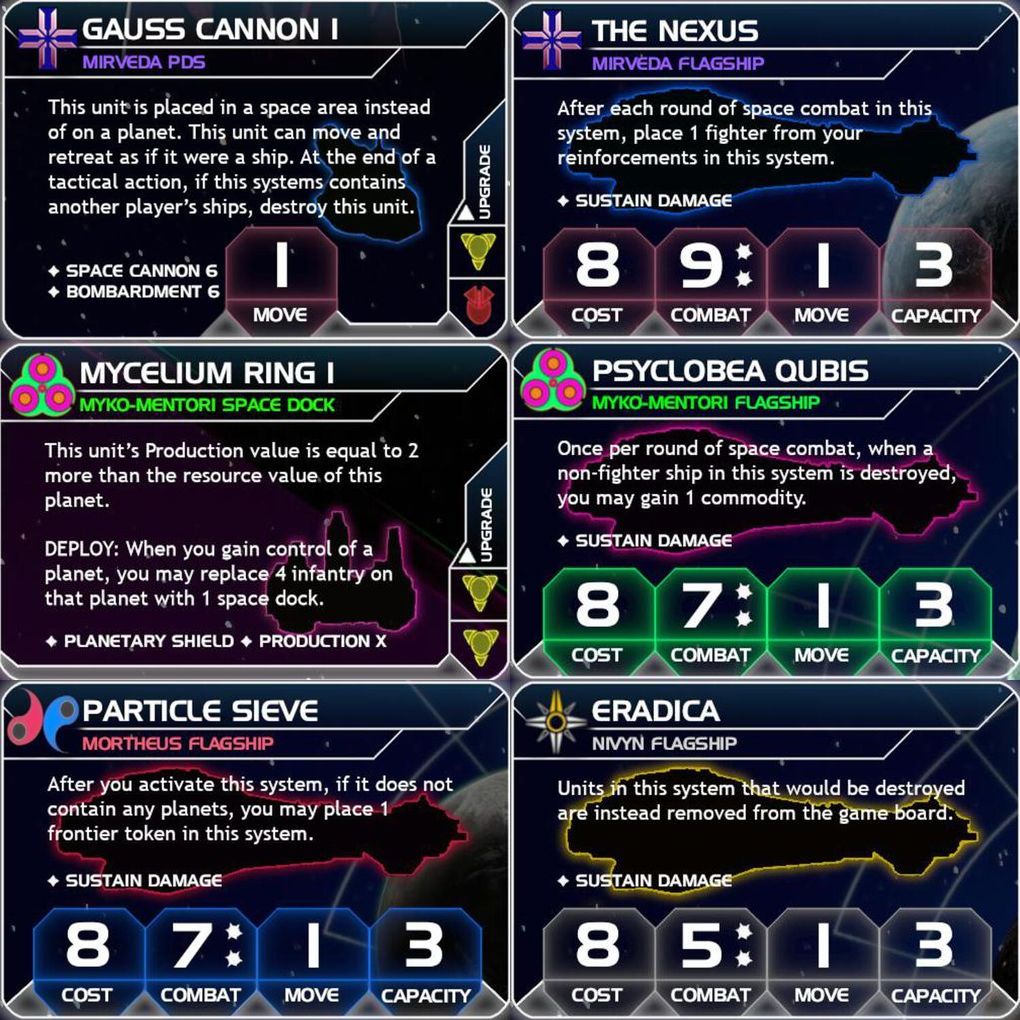 GAUSS CANNON I
MIRVEDA PDS
This unit is placed in a space area instead
of on a planet. This unit can move and
retreat as if it were a ship. At the end of a
tactical action, if this systems contains
another player's ships, destroy this unit.
UPGRADE
SPACE CANNON 6
BOMBARDMENT 6
1
MOVE
THE NEXUS
MIRVEDA FLAGSHIP
After each round of space combat in this
system, place 1 fighter from your
reinforcements in this system.
SUSTAIN DAMAGE
8 9 1 3
COST COMBAT MOVE CAPACITY
MYCELIUM RING I
MYKO-MENTORI SPACE DOCK
This unit's Production value is equal to 2
more than the resource value of this
planet.
DEPLOY: When you gain control of a
planet, you may replace 4 infantry on
that planet with 1 space dock.
UPGRADE
PLANETARY SHIELD PRODUCTION X
PSYCLOBEA QUBIS
MYKO-MENTORI FLAGSHIP
Once per round of space combat, when a
non-fighter ship in this system is destroyed,
you may gain 1 commodity.
SUSTAIN DAMAGE
8 7 1 3
COST COMBAT MOVE CAPACITY
PARTICLE SIEVE
MORTHEUS FLAGSHIP
After you activate this system, if it does not
contain any planets, you may place 1
frontier token in this system.
SUSTAIN DAMAGE
8 7 1 3
COST COMBAT MOVE CAPACITY
ERADICA
NIVYN FLAGSHIP
Units in this system that would be destroyed
are instead removed from the game board.
SUSTAIN DAMAGE
8 5 1 3
COST COMBAT MOVE CAPACITY